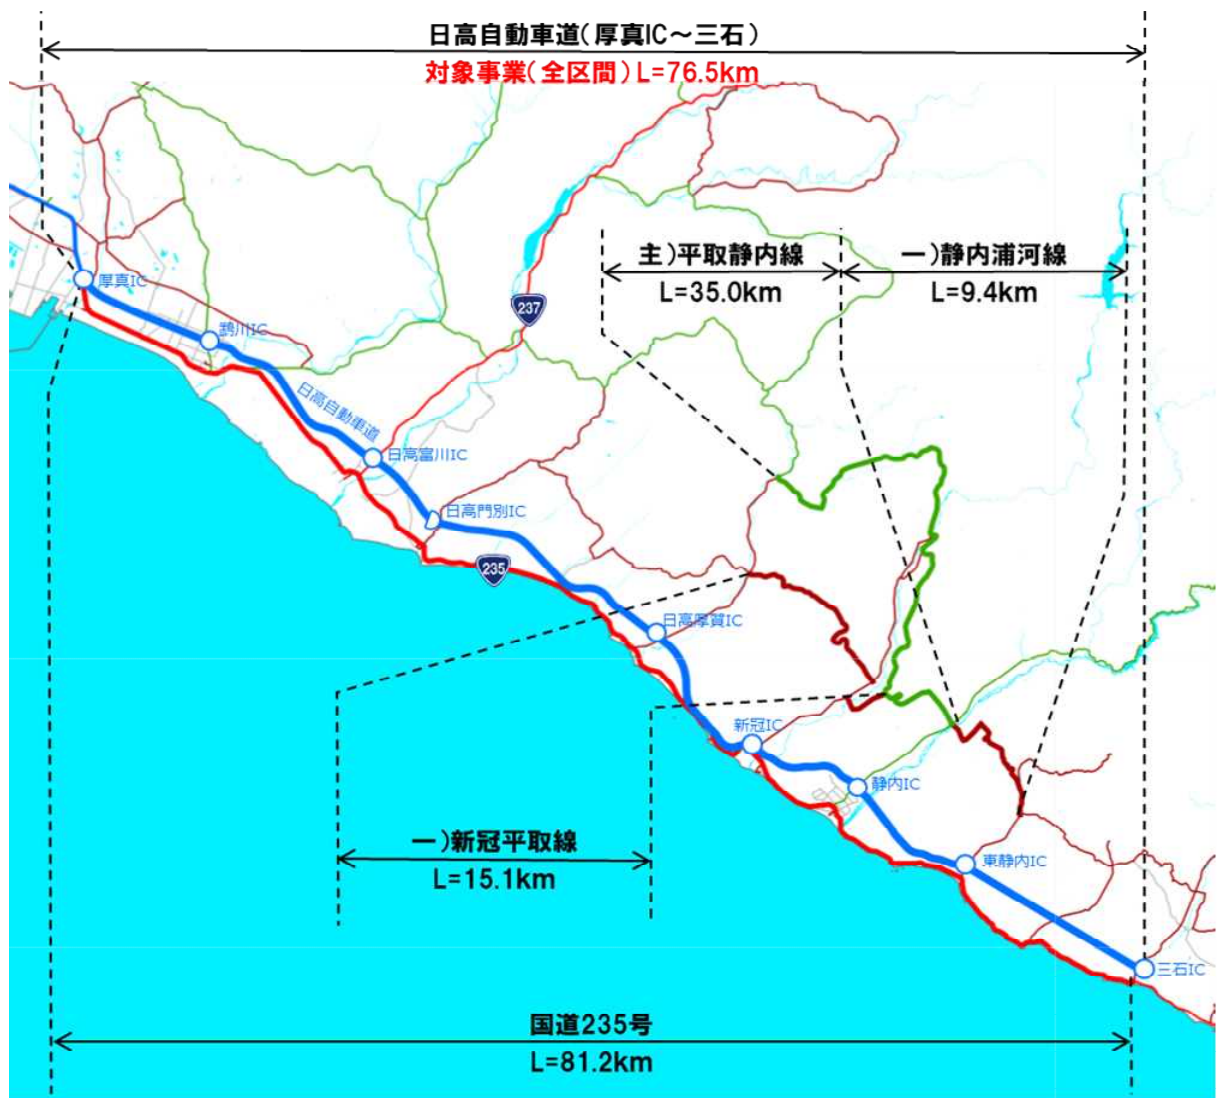 日高自動車道(厚真IC～三石)
対象事業(全区間)L=76.5km
主)平取静内線
L=35.0km
一)静内浦河線
L=9.4km
厚真IC
237
鵡川IC
日高自動車道
日高富川IC
日高門別IC
235
日高厚賀IC
新冠IC
静内IC
一)新冠平取線
L=15.1km
東静内IC
三石IC
国道235号
L=81.2km